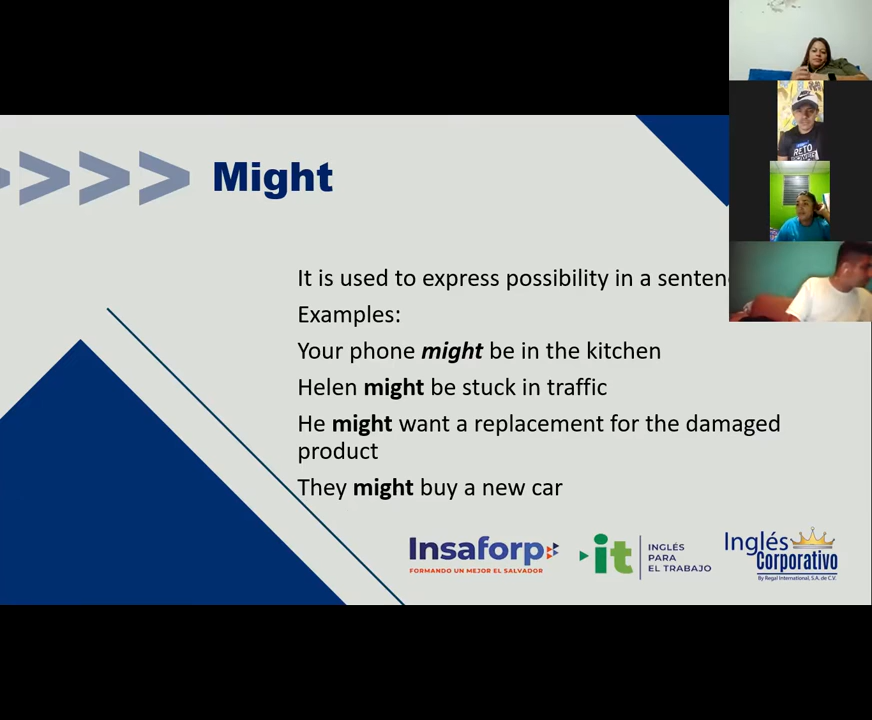 Might
It is used to express possibility in a
Examples:
Your phone might be in the kitchen
Helen might be stuck in traffic
He might want a replacement for the damaged
product
They might buy a new car
Insaforp
FORMANDO UN MEJOR EL SALVADOR
it
INGLÉS
PARA
EL TRABAJO
Inglés
Corporativo
By Regal International, S.A. de C.V.
RETO